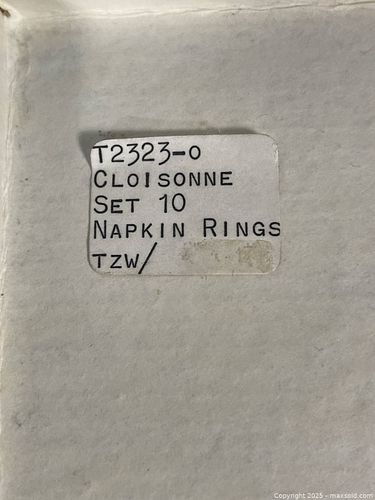 T2323-0
CLOISONNE
SET 10
NAPKIN RINGS
TZW/
Copyright 2025 - maxsold.com